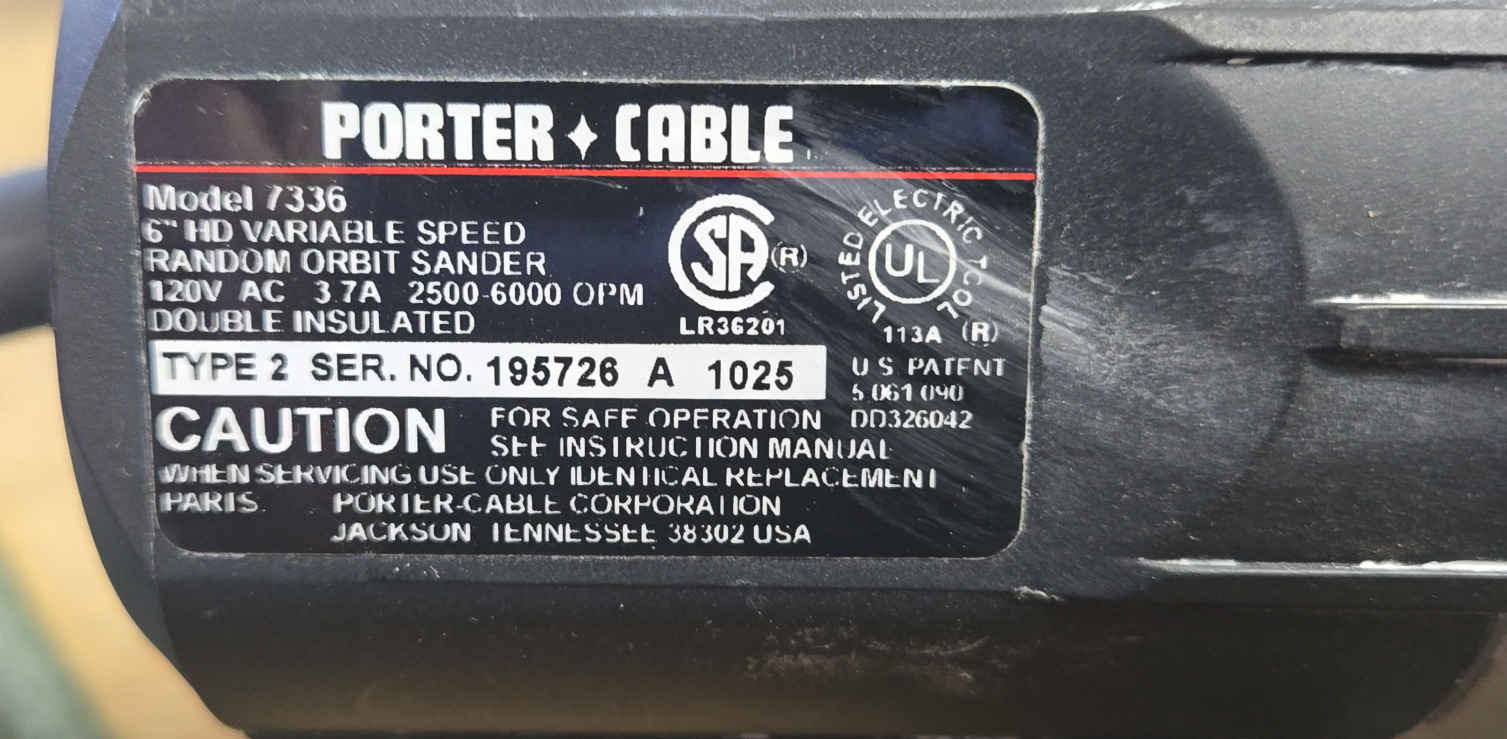 PORTER CABLE
Model 7336
6" HD VARIABLE SPEED
RANDOM ORBIT SANDER
120V AC 3.7A 2500-6000 OPM
DOUBLE INSULATED
SA (R)
LR36201
LISTED ELECTRIC TOOL
UL
113A (R)
TYPE 2 SER. NO. 195726 A 1025
U S PATENT
5 061 090
DD326042
CAUTION FOR SAFE OPERATION
SEE INSTRUCTION MANUAL
WHEN SERVICING USE ONLY IDENTICAL REPLACEMENT
PARTS PORTER-CABLE CORPORATION
JACKSON TENNESSEE 38302 USA